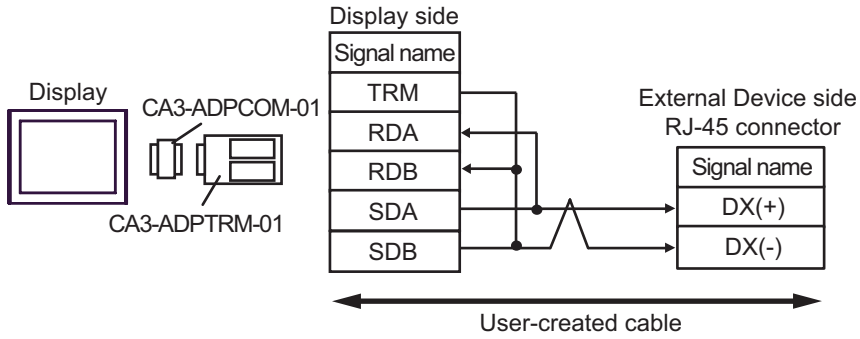 Display side
Signal name
TRM
RDA
RDB
SDA
SDB
Display
CA3-ADPCOM-01
CA3-ADPTRM-01
External Device side
RJ-45 connector
Signal name
DX(+)
DX(-)
User-created cable